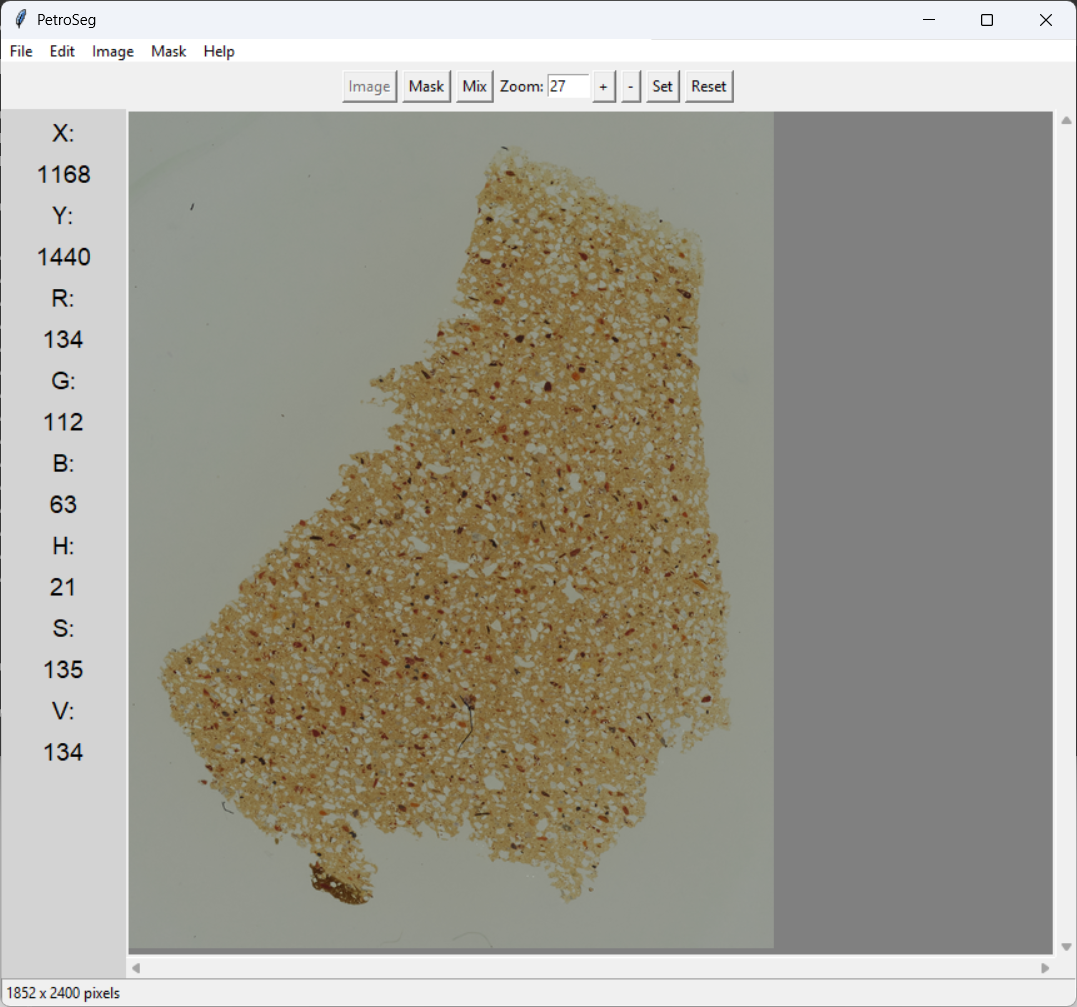 PetroSeg
File Edit Image Mask Help
Image Mask Mix Zoom: 27 + - Set Reset
X:
1168
Y:
1440
R:
134
G:
112
B:
63
H:
21
S:
135
V:
134
1852 x 2400 pixels